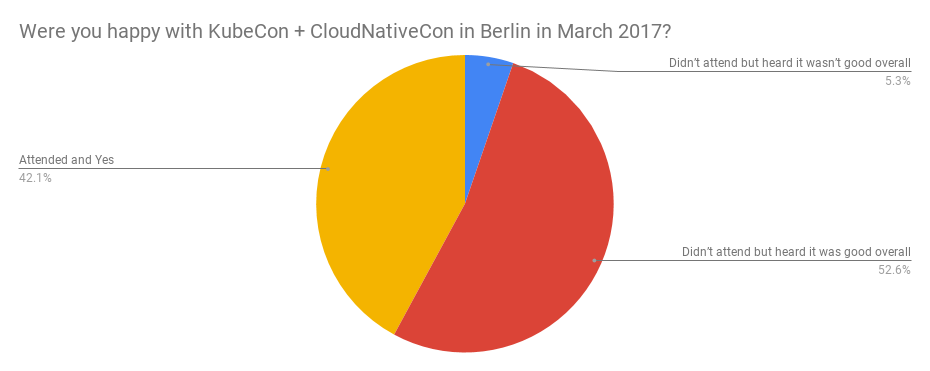 Were you happy with KubeCon + CloudNativeCon in Berlin in March 2017?
Didn’t attend but heard it wasn’t good overall
5.3%
Attended and Yes
42.1%
Didn’t attend but heard it was good overall
52.6%